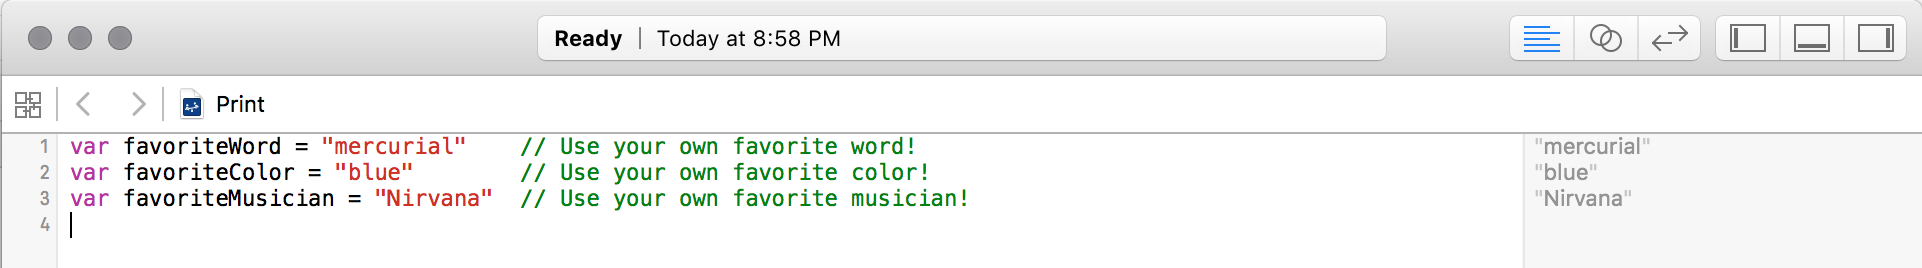 Ready | Today at 8:58 PM
Print
1 var favoriteWord = "mercurial" // Use your own favorite word! "mercurial"
2 var favoriteColor = "blue" // Use your own favorite color! "blue"
3 var favoriteMusician = "Nirvana" // Use your own favorite musician! "Nirvana"
4